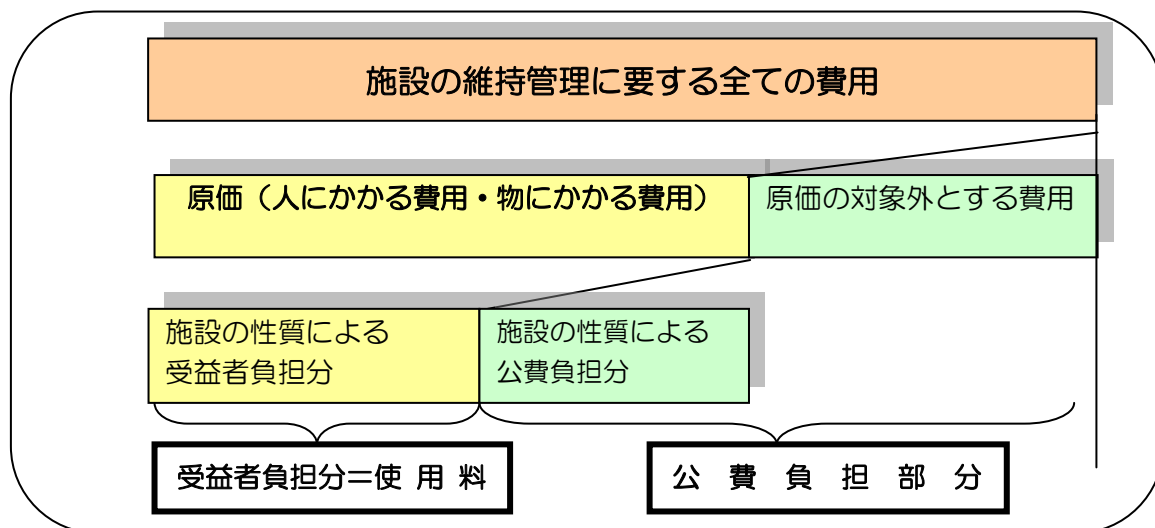 施設の維持管理に要する全ての費用
原価（人にかかる費用・物にかかる費用）
原価の対象外とする費用
施設の性質による
受益者負担分
施設の性質による
公費負担分
受益者負担分＝使 用 料
公 費 負 担 部 分